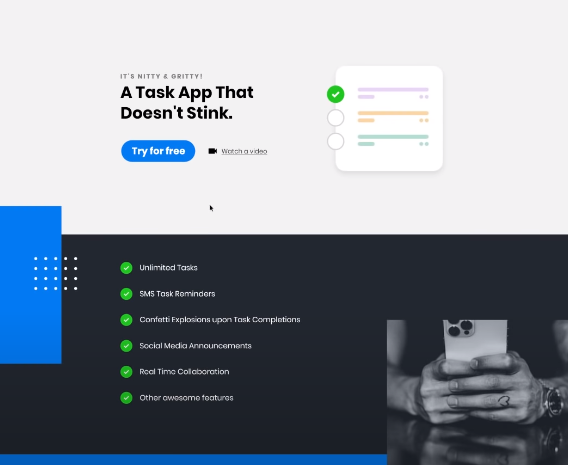 IT'S NITTY & GRITTY!
A Task App That
Doesn't Stink.
Try for free
Watch a video
Unlimited Tasks
SMS Task Reminders
Confetti Explosions upon Task Completions
Social Media Announcements
Real Time Collaboration
Other awesome features